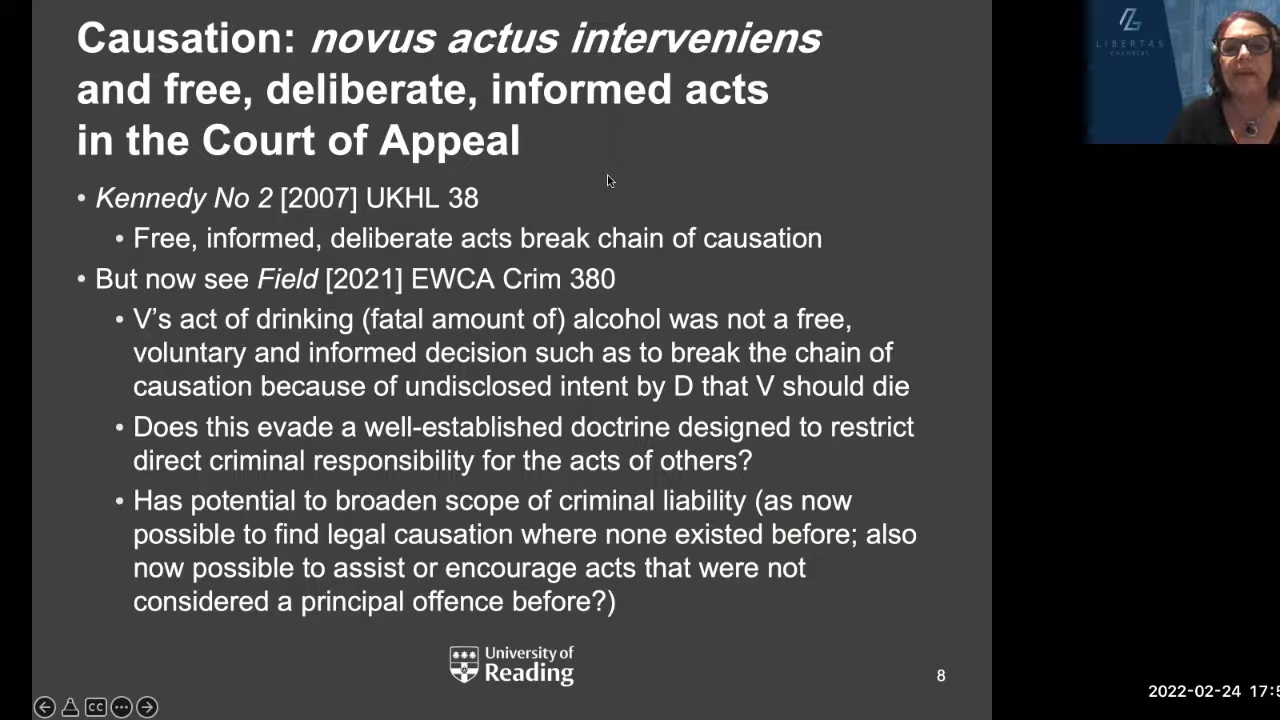 Causation: novus actus interveniens
and free, deliberate, informed acts
in the Court of Appeal
• Kennedy No 2 [2007] UKHL 38
• Free, informed, deliberate acts break chain of causation
• But now see Field [2021] EWCA Crim 380
• V’s act of drinking (fatal amount of) alcohol was not a free,
voluntary and informed decision such as to break the chain of
causation because of undisclosed intent by D that V should die
• Does this evade a well-established doctrine designed to restrict
direct criminal responsibility for the acts of others?
• Has potential to broaden scope of criminal liability (as now
possible to find legal causation where none existed before; also
now possible to assist or encourage acts that were not
considered a principal offence before?)
University of
Reading
8
CC
LIBERTAS
2022-02-24 17:5